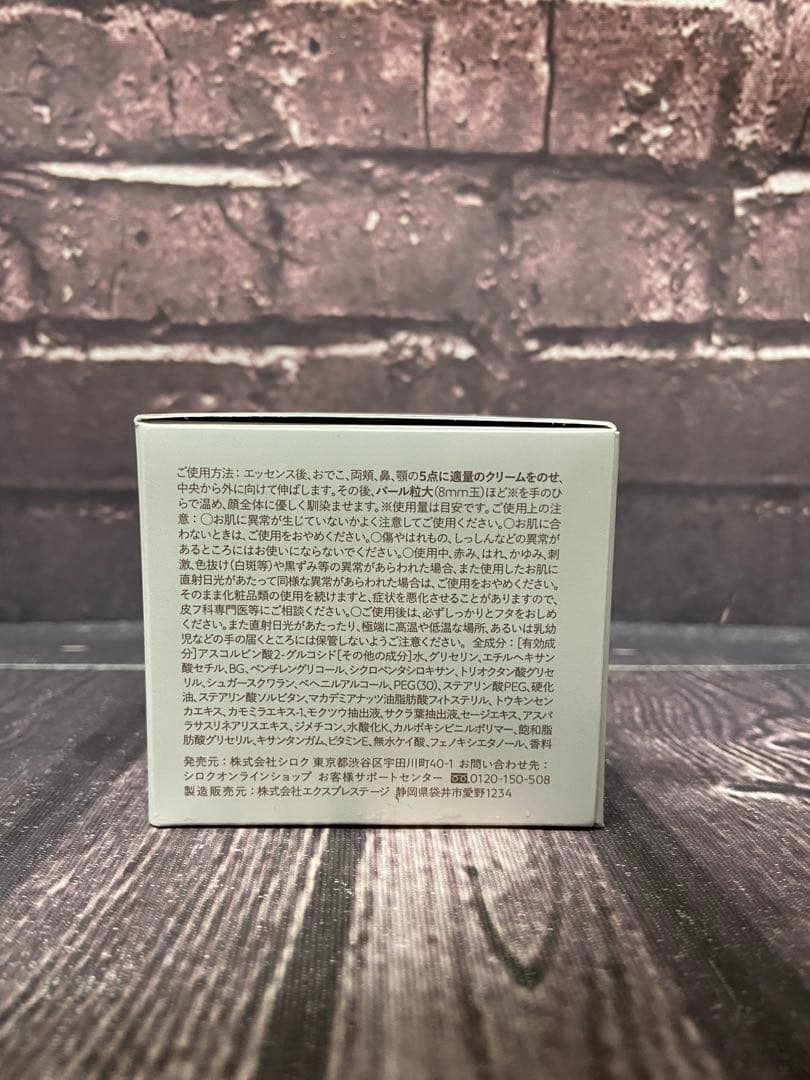 ご使用方法：エッセンス後、おでこ、両頬、鼻、顎の5点に適量のクリームをのせ、
中央から外に向けて伸ばします。その後、パール粒大(8mm玉)ほど※を手のひ
らで温め、顔全体に優しく馴染ませます。※使用量は目安です。ご使用上の注
意：○お肌に異常が生じていないかよく注意してご使用ください。○お肌に合
わないときは、ご使用をおやめください。○傷やはれもの、しっしんなどの異常が
あるところにはお使いにならないでください。○使用中、赤み、はれ、かゆみ、刺
激、色抜け(白斑等)や黒ずみ等の異常があらわれた場合、また使用したお肌に
直射日光があたって同様な異常があらわれた場合は、ご使用をおやめください。
そのまま化粧品類の使用を続けますと、症状を悪化させることがありますので、
皮フ科専門医等にご相談ください。○ご使用後は、必ずしっかりとフタをおしめ
ください。また直射日光があたったり、極端に高温や低温な場所、あるいは乳幼
児などの手の届くところには保管しないようご注意ください。 全成分：[有効成
分]アスコルビン酸2-グルコシド[その他の成分]水、グリセリン、エチルヘキサン
酸セチル、BG、ペンチレングリコール、シクロペンタシロキサン、トリオクタン酸グリセ
リル、シュガースクワラン、ベヘニルアルコール、PEG(30)、ステアリン酸PEG、硬化
油、ステアリン酸ソルビタン、マカデミアナッツ油脂肪酸フィトステリル、トウキンセン
カエキス、カモミラエキス-1、モクツウ抽出液、サクラ葉抽出液、セージエキス、アスパ
ラサスリネアリスエキス、ジメチコン、水酸化K、カルボキシビニルポリマー、飽和脂
肪酸グリセリル、キサンタンガム、ビタミンE、無水ケイ酸、フェノキシエタノール、香料
発売元：株式会社シロク 東京都渋谷区宇田川町40-1 お問い合わせ先：
シロクオンラインショップ お客様サポートセンター 0120-150-508
製造販売元：株式会社エクスプレステージ 静岡県袋井市愛野1234